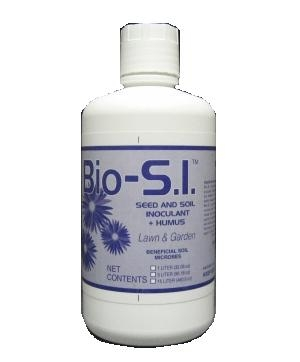 Bio-S.I.™
SEED AND SOIL
INOCULANT
+ HUMUS
Lawn & Garden
BENEFICIAL SOIL
MICROBES
NET
CONTENTS
1 LITER
5 LITER
LITER